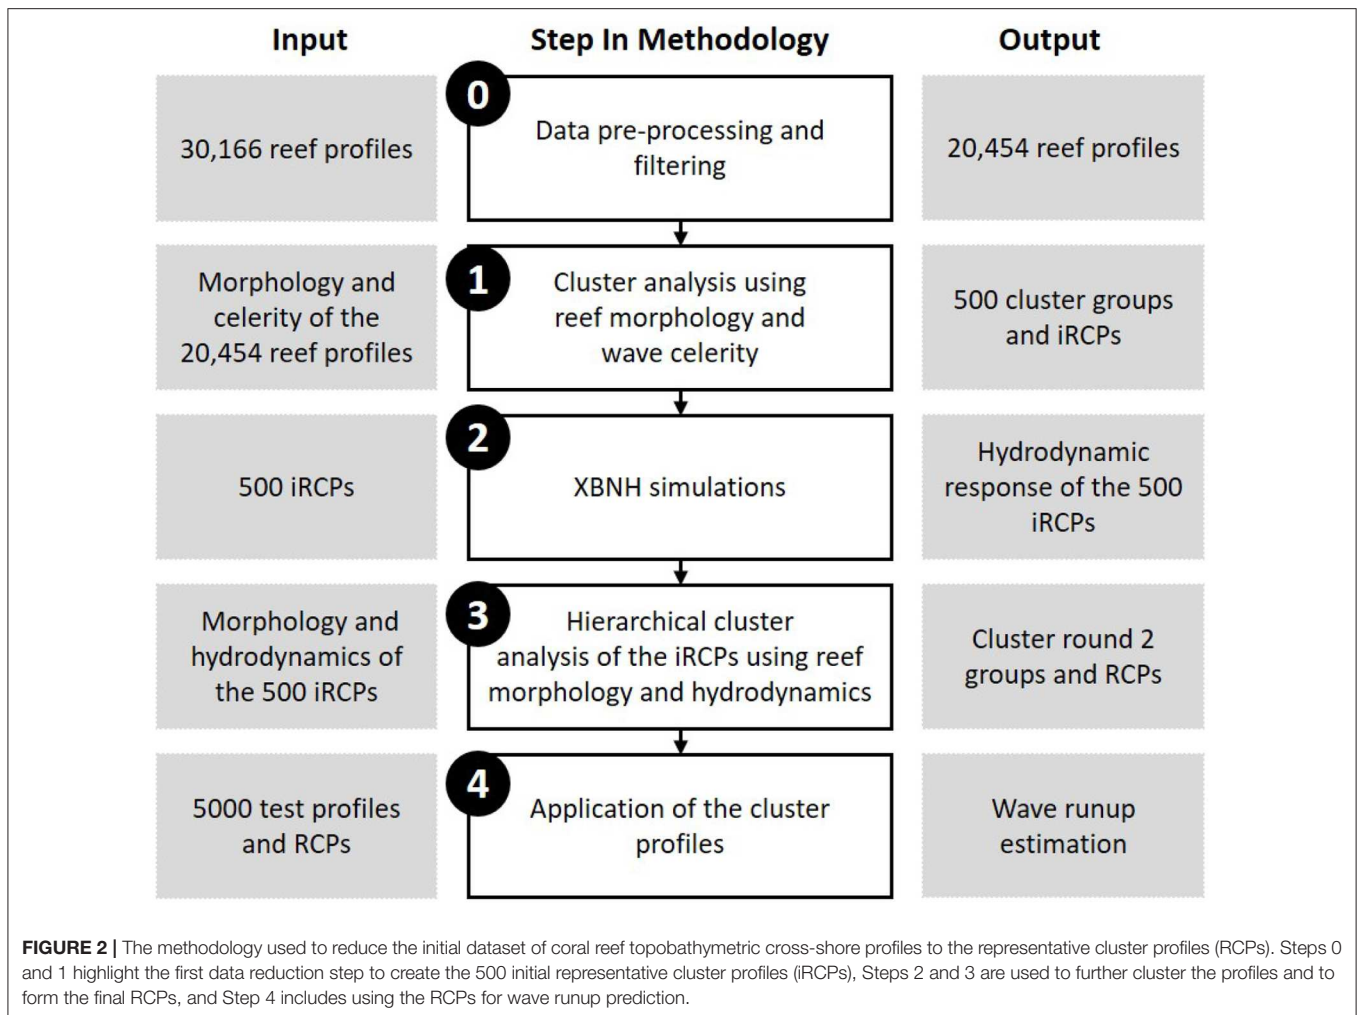 Input
Step In Methodology
Output
30,166 reef profiles
0
Data pre-processing and
filtering
20,454 reef profiles
Morphology and
celerity of the
20,454 reef profiles
1
Cluster analysis using
reef morphology and
wave celerity
500 cluster groups
and iRCPs
500 iRCPs
2
XBNH simulations
Hydrodynamic
response of the 500
iRCPs
Morphology and
hydrodynamics of
the 500 iRCPs
3
Hierarchical cluster
analysis of the iRCPs using reef
morphology and hydrodynamics
Cluster round 2
groups and RCPs
5000 test profiles
and RCPs
4
Application of the cluster
profiles
Wave runup
estimation
FIGURE 2 | The methodology used to reduce the initial dataset of coral reef topobathymetric cross-shore profiles to the representative cluster profiles (RCPs). Steps 0
and 1 highlight the first data reduction step to create the 500 initial representative cluster profiles (iRCPs), Steps 2 and 3 are used to further cluster the profiles and to
form the final RCPs, and Step 4 includes using the RCPs for wave runup prediction.